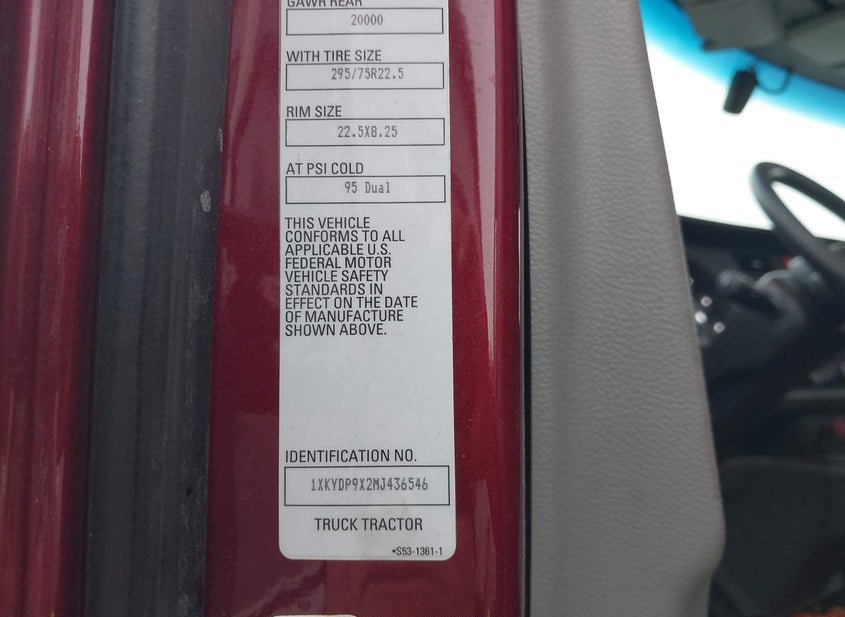 GAWR REAR
20000
WITH TIRE SIZE
295/75R22.5
RIM SIZE
22.5X8.25
AT PSI COLD
95 Dual
THIS VEHICLE
CONFORMS TO ALL
APPLICABLE U.S.
FEDERAL MOTOR
VEHICLE SAFETY
STANDARDS IN
EFFECT ON THE DATE
OF MANUFACTURE
SHOWN ABOVE.
IDENTIFICATION NO.
1XKYDP9X2MJ436546
TRUCK TRACTOR
*S53-1361-1